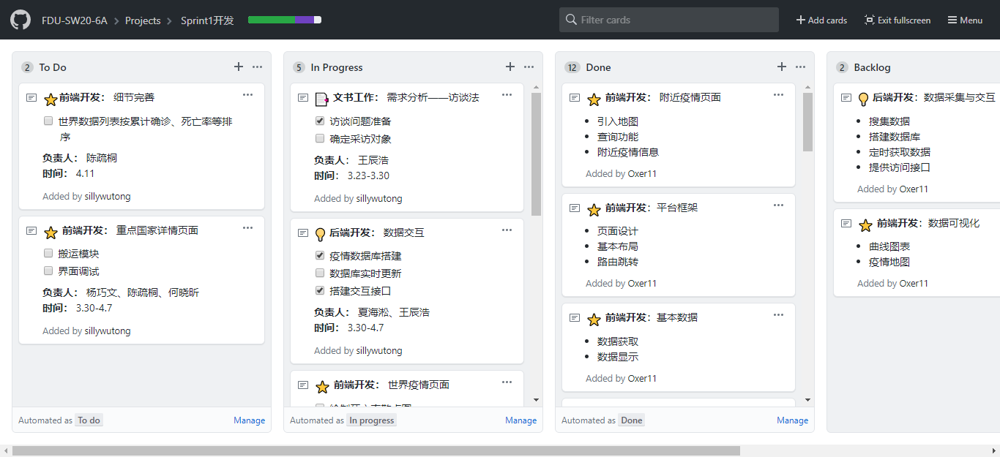 FDU-SW20-6A
Projects
Sprint1开发
Filter cards
Add cards
Exit fullscreen
Menu
2 To Do
前端开发： 细节完善
世界数据列表按累计确诊、死亡率等排
序
负责人： 陈疏桐
时间： 4.11
Added by sillywutong
前端开发： 重点国家详情页面
搬运模块
界面调试
负责人： 杨巧文、陈疏桐、何晓昕
时间： 3.30-4.7
Added by sillywutong
Automated as To do
Manage
5 In Progress
文书工作： 需求分析——访谈法
访谈问题准备
确定采访对象
负责人： 王辰浩
时间： 3.23-3.30
Added by sillywutong
后端开发： 数据交互
疫情数据库搭建
数据库实时更新
搭建交互接口
负责人： 夏海淞、王辰浩
时间： 3.30-4.7
Added by sillywutong
前端开发： 世界疫情页面
Automated as In progress
Manage
12 Done
前端开发：附近疫情页面
引入地图
查询功能
附近疫情信息
Added by Oxer11
前端开发：平台框架
页面设计
基本布局
路由跳转
Added by Oxer11
前端开发：基本数据
数据获取
数据显示
Added by Oxer11
Automated as Done
Manage
2 Backlog
后端开发：数据采集与交互
搜集数据
搭建数据库
定时获取数据
提供访问接口
Added by Oxer11
前端开发：数据可视化
曲线图表
疫情地图
Added by Oxer11